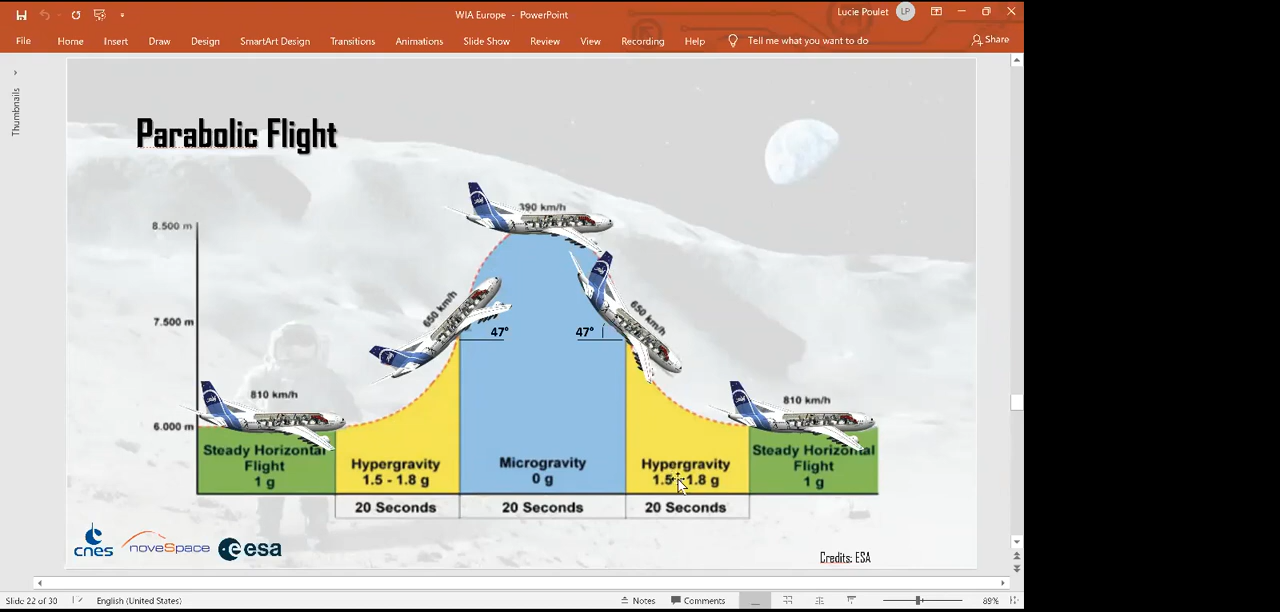 WIA Europe - PowerPoint
Lucie Poulet LP
File Home Insert Draw Design SmartArt Design Transitions Animations Slide Show Review View Recording Help Tell me what you want to do Share
Thumbnails
Parabolic Flight
390 km/h
8.500 m
650 km/h
650 km/h
7.500 m
47°
47°
810 km/h
810 km/h
6.000 m
Steady Horizontal
Flight
1 g
Hypergravity
1.5 - 1.8 g
Microgravity
0 g
Hypergravity
1.5 - 1.8 g
Steady Horizontal
Flight
1 g
20 Seconds
20 Seconds
20 Seconds
cnes
noveSpace
esa
Credits: ESA
Slide 22 of 30
English (United States)
Notes
Comments
89%